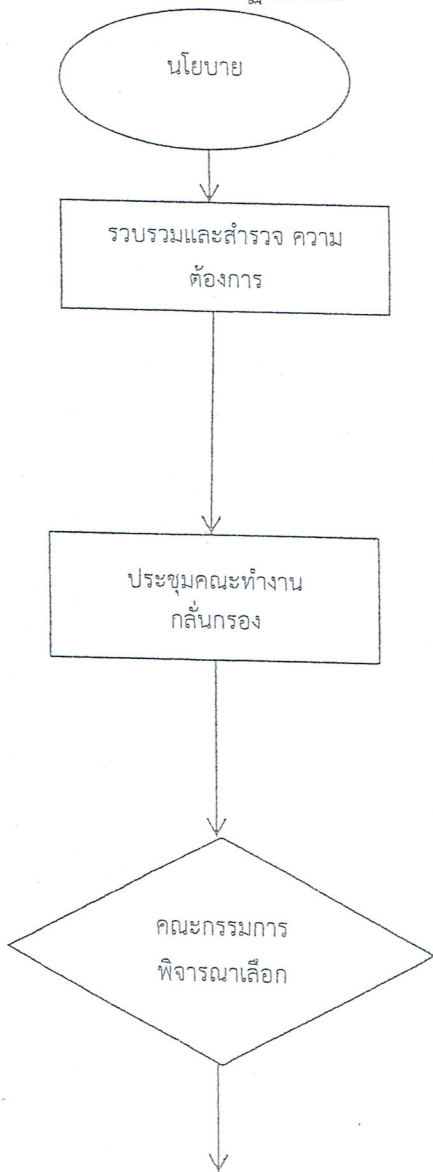 นโยบาย
รวบรวมและสำรวจ ความ
ต้องการ
ประชุมคณะทำงาน
กลั่นกรอง
คณะกรรมการ
พิจารณาเลือก